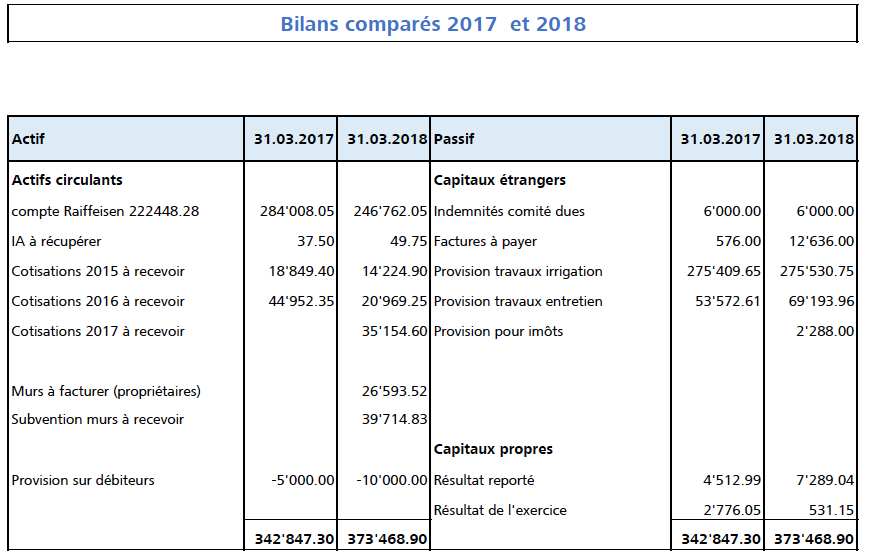 Bilans comparés 2017 et 2018
Actif 31.03.2017 31.03.2018 Passif 31.03.2017 31.03.2018
Actifs circulants Capitaux étrangers
compte Raiffeisen 222448.28 284'008.05 246'762.05 Indemnités comité dues 6'000.00 6'000.00
IA à récupérer 37.50 49.75 Factures à payer 576.00 12'636.00
Cotisations 2015 à recevoir 18'849.40 14'224.90 Provision travaux irrigation 275'409.65 275'530.75
Cotisations 2016 à recevoir 44'952.35 20'969.25 Provision travaux entretien 53'572.61 69'193.96
Cotisations 2017 à recevoir 35'154.60 Provision pour imôts 2'288.00
Murs à facturer (propriétaires) 26'593.52
Subvention murs à recevoir 39'714.83
Capitaux propres
Provision sur débiteurs -5'000.00 -10'000.00 Résultat reporté 4'512.99 7'289.04
Résultat de l'exercice 2'776.05 531.15
342'847.30 373'468.90 342'847.30 373'468.90